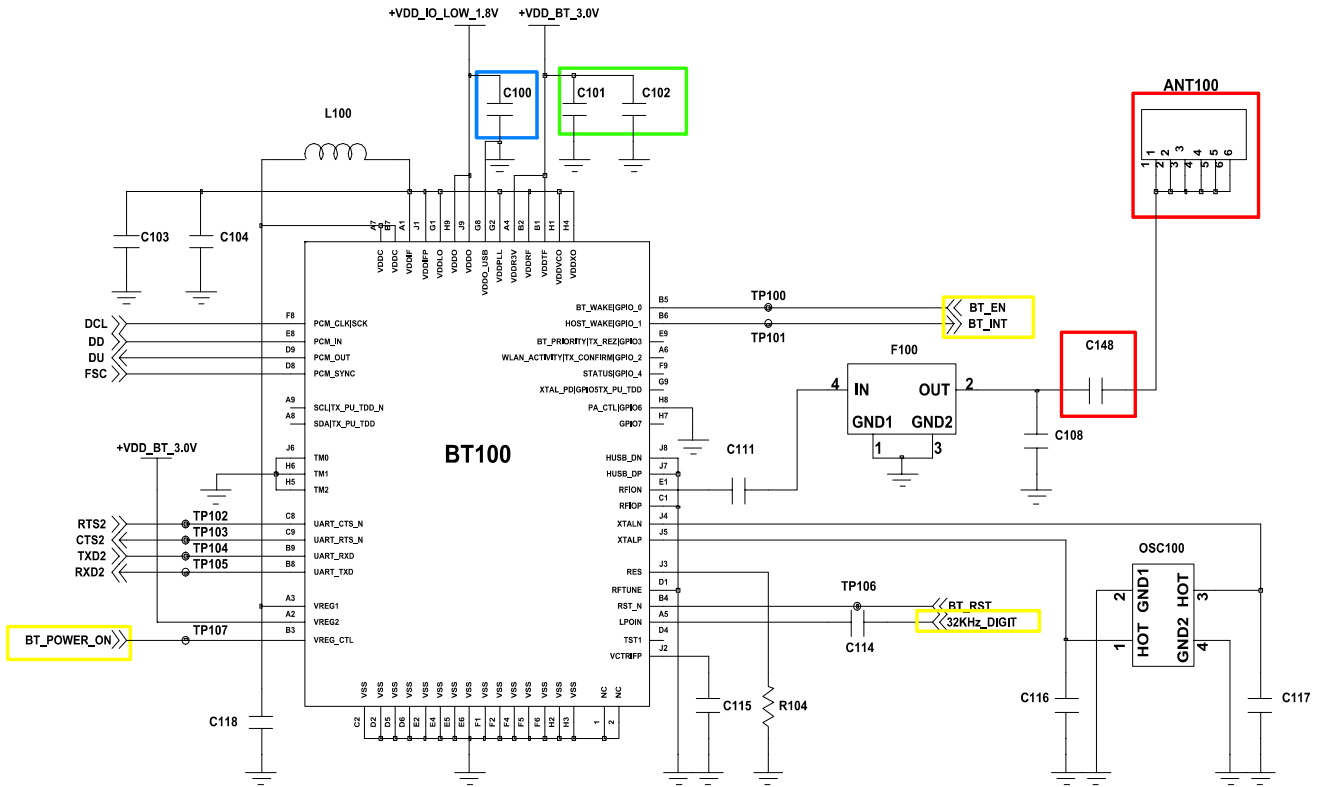 +VDD_IO_LOW_1.8V
+VDD_BT_3.0V
C100
C101
C102
ANT100
1 2 3 4 5 6
1 2 3 4 5 6
L100
C103
C104
A7
B7
A1
J1
G1
H9
J9
G8
G2
A4
B2
B1
H1
H4
VDDC
VDDC
VDDIF
VDDIFP
VDDLO
VDDO
VDDO
VDDO_USB
VDDPLL
VDDR3V
VDDRF
VDDTF
VDDVCO
VDDXO
DCL
F8
PCM_CLK|SCK
DD
E8
PCM_IN
DU
D9
PCM_OUT
FSC
D8
PCM_SYNC
A9
SCL|TX_PU_TDD_N
A8
SDA|TX_PU_TDD
+VDD_BT_3.0V
J6
TM0
H6
TM1
H5
TM2
RTS2
TP102
C8
UART_CTS_N
CTS2
TP103
C9
UART_RTS_N
TXD2
TP104
B9
UART_RXD
RXD2
TP105
B8
UART_TXD
A3
VREG1
A2
VREG2
BT_POWER_ON
TP107
B3
VREG_CTL
BT100
BT_WAKE|GPIO_0
B5
TP100
BT_EN
HOST_WAKE|GPIO_1
B6
TP101
BT_INT
BT_PRIORITY|TX_REZ|GPIO3
E9
WLAN_ACTIVITY|TX_CONFIRM|GPIO_2
A6
STATUS|GPIO_4
F9
XTAL_PD|GPIO5TX_PU_TDD
G9
PA_CTL|GPIO6
H8
GPIO7
H7
HUSB_DN
J8
HUSB_DP
J7
RFION
E1
RFIOP
C1
XTALN
J4
XTALP
J5
RES
J3
RFTUNE
D1
RST_N
B4
TP106
BT_RST
LPOIN
A5
32KHz_DIGIT
C114
TST1
D4
VCTRIFP
J2
F100
4 IN
OUT 2
GND1
GND2
1
3
C148
C108
C111
OSC100
2 GND1
HOT 3
1 HOT
GND2 4
C115
R104
C116
C117
C118
VSS VSS VSS VSS VSS VSS VSS VSS VSS VSS VSS VSS VSS VSS VSS NC NC
C2 D2 D5 D6 E2 E4 E5 E6 F1 F2 F4 F5 F6 H2 H3 1 2